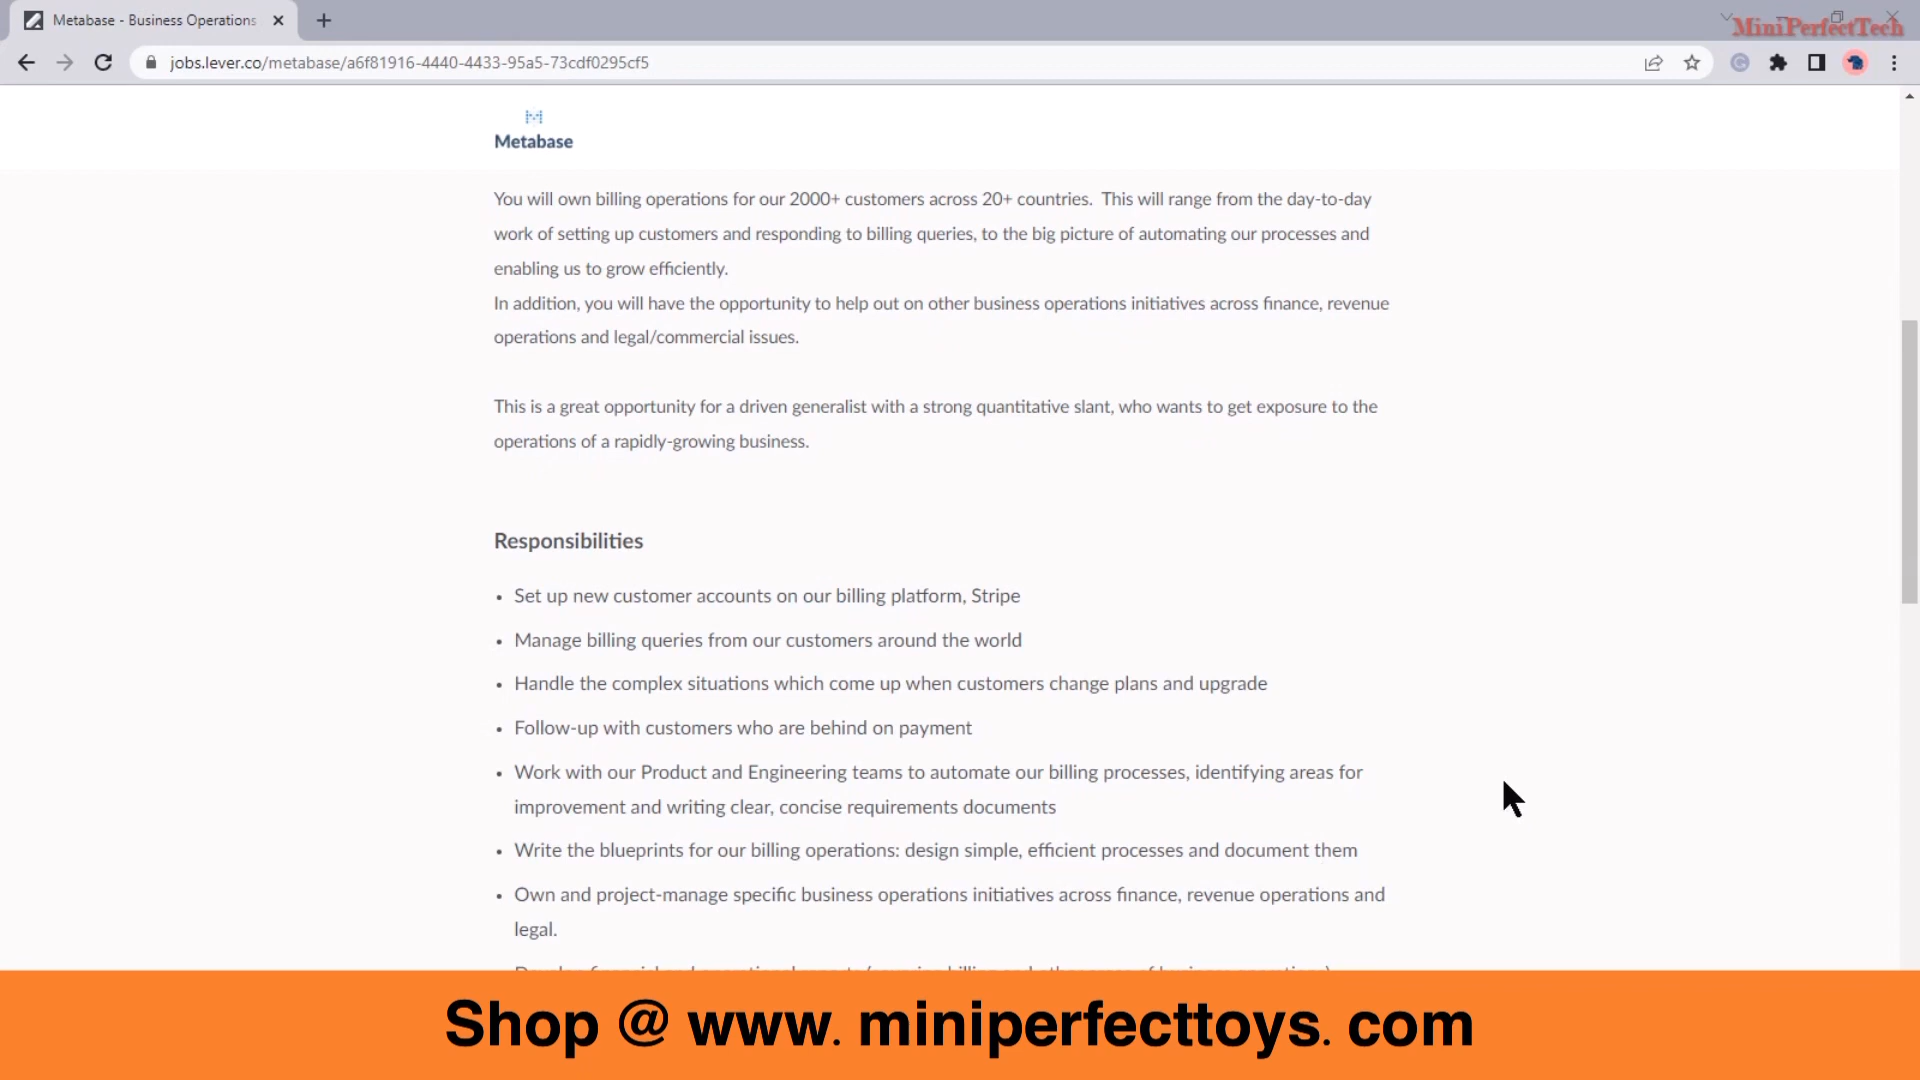 Metabase - Business Operations
MiniPerfectTech
jobs.lever.co/metabase/a6f81916-4440-4433-95a5-73cdf0295cf5
Metabase
You will own billing operations for our 2000+ customers across 20+ countries.  This will range from the day-to-day
work of setting up customers and responding to billing queries, to the big picture of automating our processes and
enabling us to grow efficiently.
In addition, you will have the opportunity to help out on other business operations initiatives across finance, revenue
operations and legal/commercial issues.
This is a great opportunity for a driven generalist with a strong quantitative slant, who wants to get exposure to the
operations of a rapidly-growing business.
Responsibilities
• Set up new customer accounts on our billing platform, Stripe
• Manage billing queries from our customers around the world
• Handle the complex situations which come up when customers change plans and upgrade
• Follow-up with customers who are behind on payment
• Work with our Product and Engineering teams to automate our billing processes, identifying areas for
improvement and writing clear, concise requirements documents
• Write the blueprints for our billing operations: design simple, efficient processes and document them
• Own and project-manage specific business operations initiatives across finance, revenue operations and
legal.
Shop @ www. miniperfecttoys. com